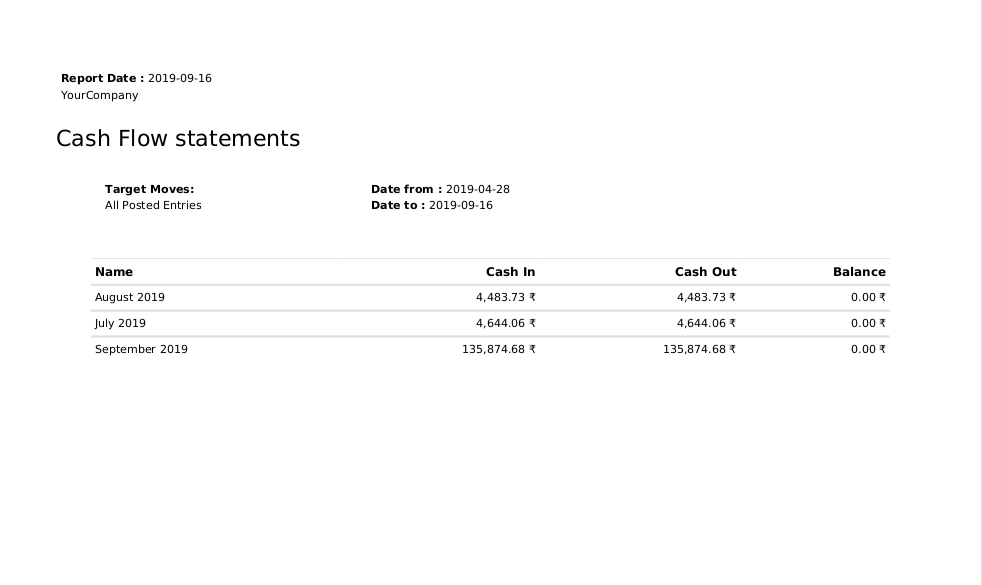 Report Date : 2019-09-16
YourCompany
Cash Flow statements
Target Moves: Date from : 2019-04-28
All Posted Entries Date to : 2019-09-16
Name Cash In Cash Out Balance
August 2019 4,483.73 ₹ 4,483.73 ₹ 0.00 ₹
July 2019 4,644.06 ₹ 4,644.06 ₹ 0.00 ₹
September 2019 135,874.68 ₹ 135,874.68 ₹ 0.00 ₹